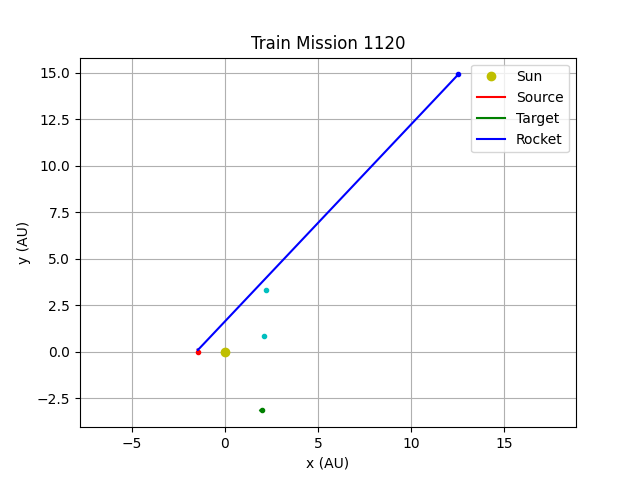 Train Mission 1120
15.0
12.5
10.0
7.5
5.0
2.5
0.0
−2.5
−5
0
5
10
15
x (AU)
y (AU)
Sun
Source
Target
Rocket